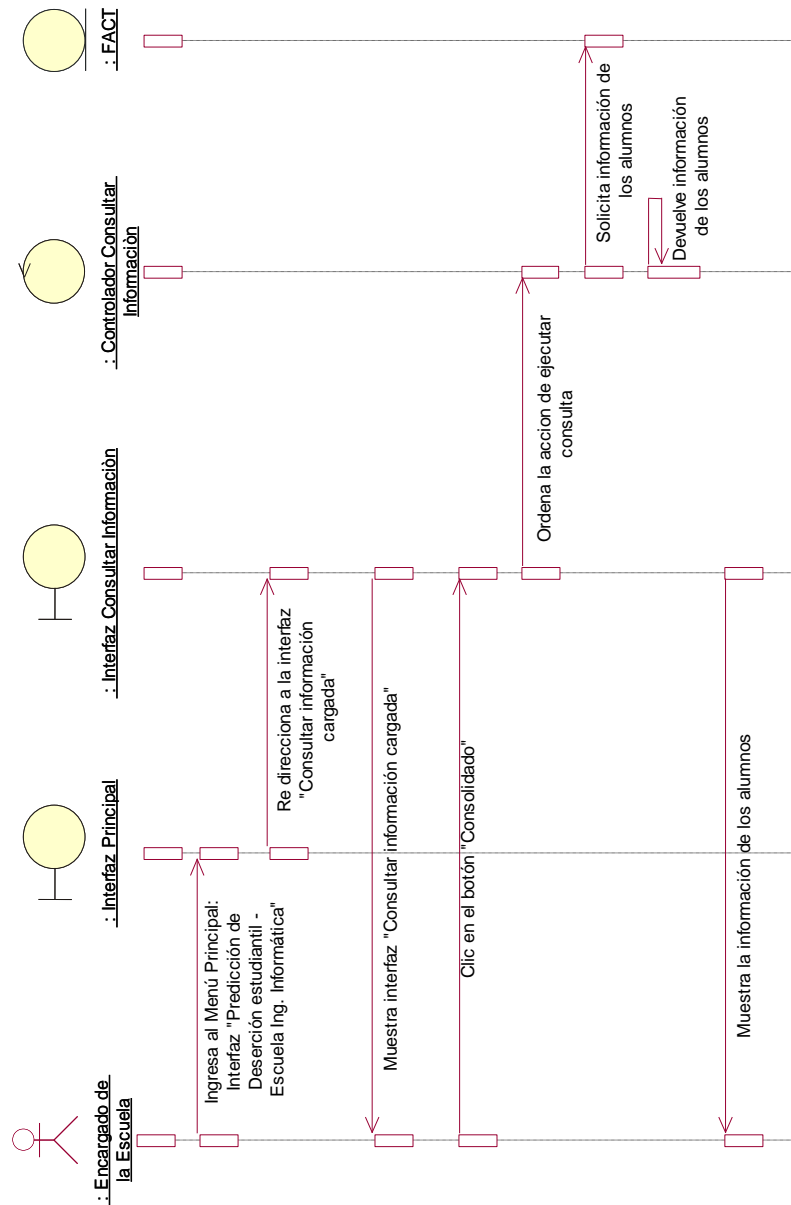 : Encargado de
la Escuela
: Interfaz Principal
: Interfaz Consultar Informaciòn
: Controlador Consultar
Informaciòn
: FACT
Ingresa al Menú Principal:
Interfaz "Predicción de
Deserción estudiantil -
Escuela Ing. Informática"
Re direcciona a la interfaz
"Consultar información
cargada"
Muestra interfaz "Consultar información cargada"
Clic en el botón "Consolidado"
Ordena la accion de ejecutar
consulta
Solicita información de
los alumnos
Devuelve información
de los alumnos
Muestra la información de los alumnos